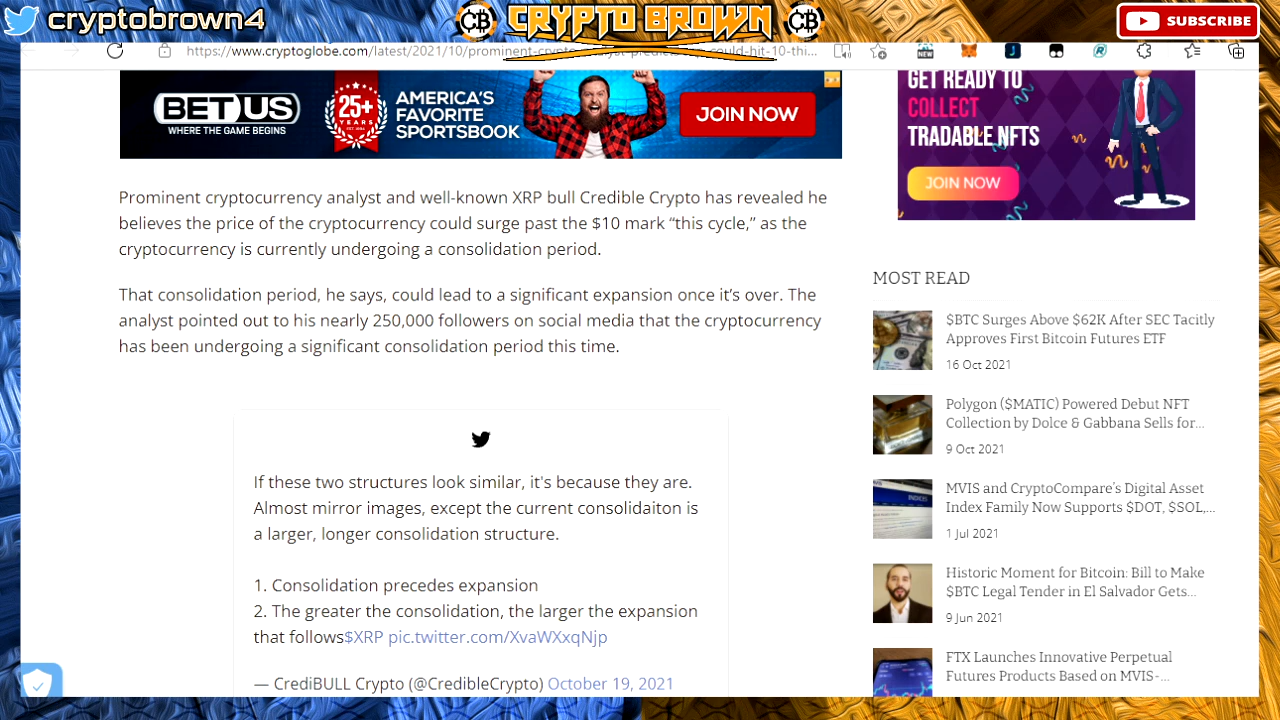 cryptobrown4
CB
CRYPTO BROWN
CB
SUBSCRIBE
https://www.cryptoglobe.com/latest/2021/10/prominent-crypto
could-hit-10-thi...
BETUS
WHERE THE GAME BEGINS
25+
YEARS
AMERICA'S
FAVORITE
SPORTSBOOK
JOIN NOW
GET READY TO
COLLECT
TRADABLE NFTS
JOIN NOW
Prominent cryptocurrency analyst and well-known XRP bull Credible Crypto has revealed he
believes the price of the cryptocurrency could surge past the $10 mark “this cycle,” as the
cryptocurrency is currently undergoing a consolidation period.
That consolidation period, he says, could lead to a significant expansion once it’s over. The
analyst pointed out to his nearly 250,000 followers on social media that the cryptocurrency
has been undergoing a significant consolidation period this time.
If these two structures look similar, it's because they are.
Almost mirror images, except the current consolidaiton is
a larger, longer consolidation structure.
1. Consolidation precedes expansion
2. The greater the consolidation, the larger the expansion
that follows$XRP pic.twitter.com/XvaWXxqNjp
— CrediBULL Crypto (@CredibleCrypto) October 19, 2021
MOST READ
$BTC Surges Above $62K After SEC Tacitly
Approves First Bitcoin Futures ETF
16 Oct 2021
Polygon ($MATIC) Powered Debut NFT
Collection by Dolce & Gabbana Sells for...
9 Oct 2021
MVIS and CryptoCompare’s Digital Asset
Index Family Now Supports $DOT, $SOL,...
1 Jul 2021
Historic Moment for Bitcoin: Bill to Make
$BTC Legal Tender in El Salvador Gets...
9 Jun 2021
FTX Launches Innovative Perpetual
Futures Products Based on MVIS-...